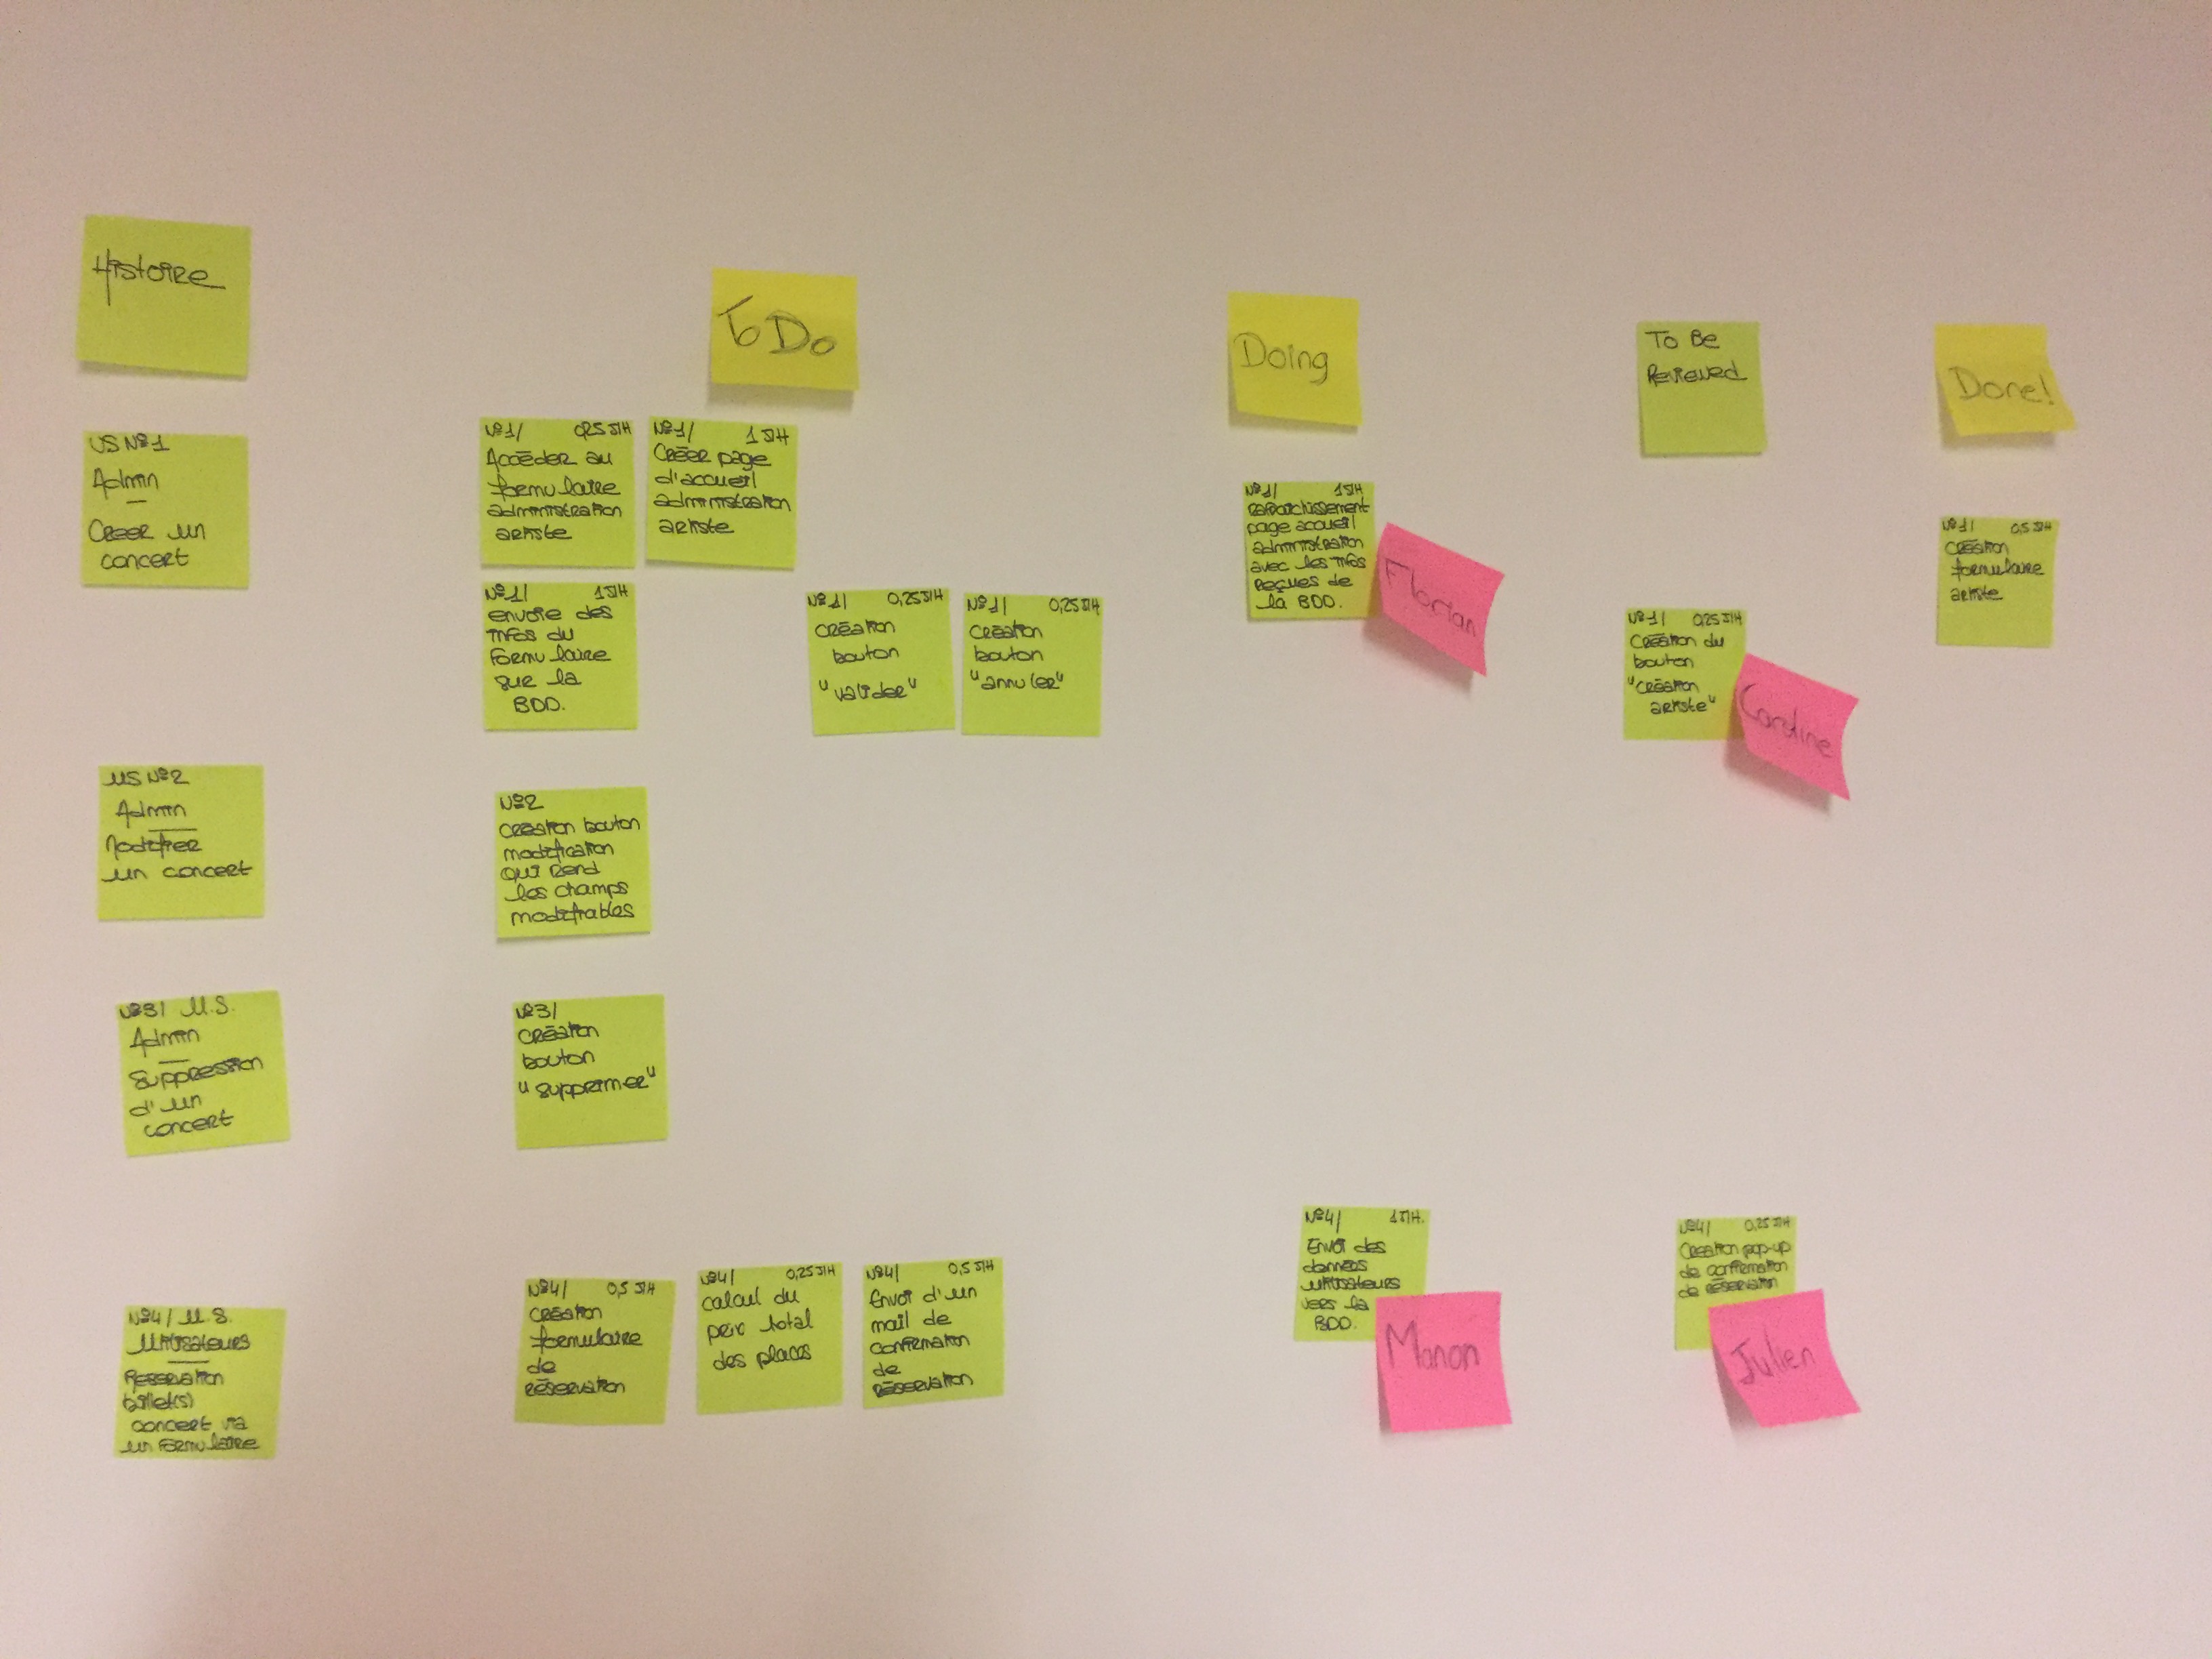 Histoire
To Do
Doing
To Be
Reviewed
Done!
US N°1
Admin
Creer un
concert
N°1/ 0,25 J/H
Accéder au
formulaire
administration
artiste
N°1/ 1 J/H
Créer page
d'accueil
administration
artiste
N°1/ 1 J/H
envoie des
infos du
formulaire
sur la
BDD.
N°1/ 0,25 J/H
création
bouton
"valider"
N°1/ 0,25 J/H
création
bouton
"annuler"
N°1/ 1 J/H
rafraichissement
page accueil
administration
avec les infos
reçues de
la BDD.
Florian
N°1/ 0,25 J/H
Création du
bouton
"création
artiste"
Caroline
N°1/ 0,5 J/H
Création
formulaire
artiste
US N°2
Admin
Modifier
un concert
N°2
création bouton
modification
qui rend
les champs
modifiables
N°3/ U.S.
Admin
Suppression
d'un
concert
N°3/
création
bouton
"supprimer"
N°4/ U.S.
Utilisateurs
Reservation
billet(s)
concert via
un formulaire
N°4/ 0,5 J/H
création
formulaire
de
réservation
N°4/ 0,25 J/H
calcul du
prix total
des places
N°4/ 0,5 J/H
Envoi d'un
mail de
confirmation
de
réservation
N°4/ 1 J/H.
Envoi des
données
utilisateurs
vers la
BDD.
Manon
N°4/ 0,25 J/H
Creation pop-up
de confirmation
de réservation
Julien